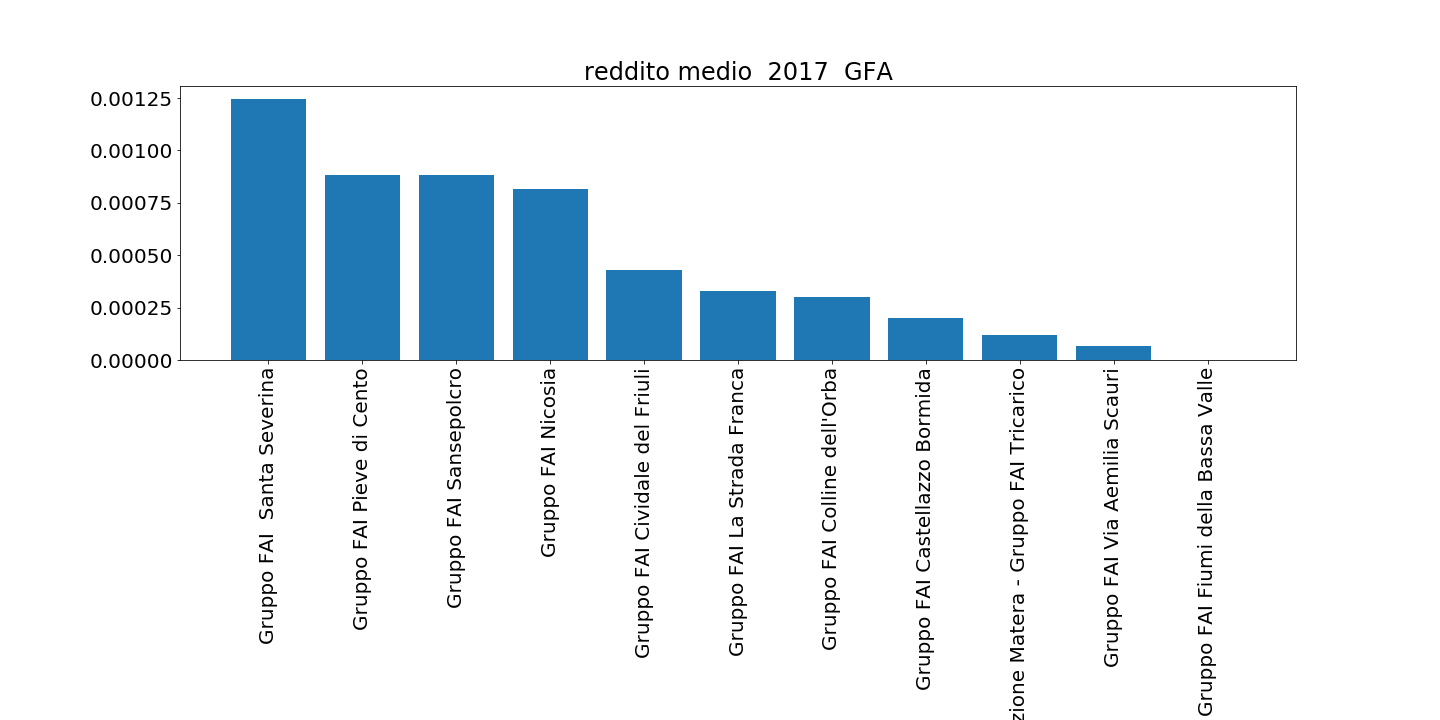 reddito medio  2017  GFA
0.00125
0.00100
0.00075
0.00050
0.00025
0.00000
Gruppo FAI  Santa Severina
Gruppo FAI Pieve di Cento
Gruppo FAI Sansepolcro
Gruppo FAI Nicosia
Gruppo FAI Cividale del Friuli
Gruppo FAI La Strada Franca
Gruppo FAI Colline dell'Orba
Gruppo FAI Castellazzo Bormida
zione Matera - Gruppo FAI Tricarico
Gruppo FAI Via Aemilia Scauri
Gruppo FAI Fiumi della Bassa Valle